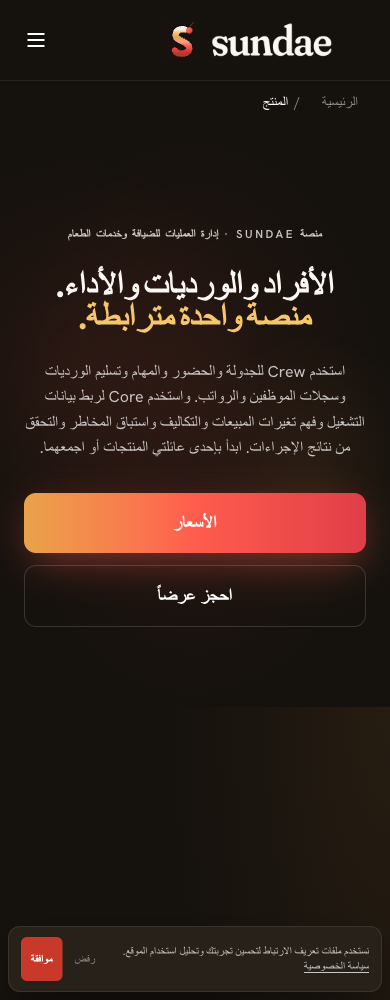 sundae
الرئيسية / المنتج
منصة SUNDAE · إدارة العمليات للضيافة وخدمات الطعام
الأفراد والورديات والأداء.
منصة واحدة مترابطة.
استخدم Crew للجدولة والحضور والمهام وتسليم الورديات
وسجلات الموظفين والرواتب. واستخدم Core لربط بيانات
التشغيل وفهم تغيرات المبيعات والتكاليف واستباق المخاطر والتحقق
من نتائج الإجراءات. ابدأ بإحدى عائلتي المنتجات أو اجمعهما.
الأسعار
احجز عرضاً
نستخدم ملفات تعريف الارتباط لتحسين تجربتك وتحليل استخدام الموقع.
سياسة الخصوصية
رفض
موافقة